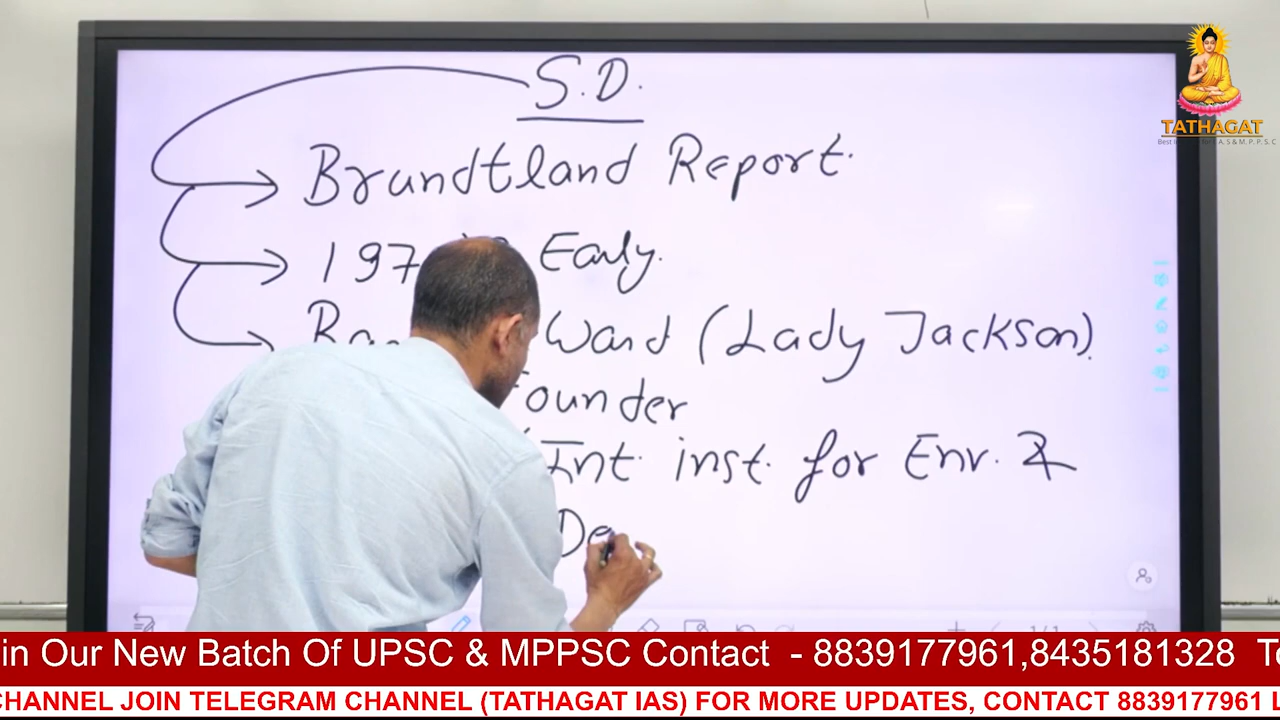 S.D.
TATHAGAT
Brundtland Report.
Early.
Ward (Lady Jackson).
Founder
Int. inst. for Env. &
De
in Our New Batch Of UPSC & MPPSC Contact - 8839177961,8435181328 To
CHANNEL JOIN TELEGRAM CHANNEL (TATHAGAT IAS) FOR MORE UPDATES, CONTACT 8839177961 L